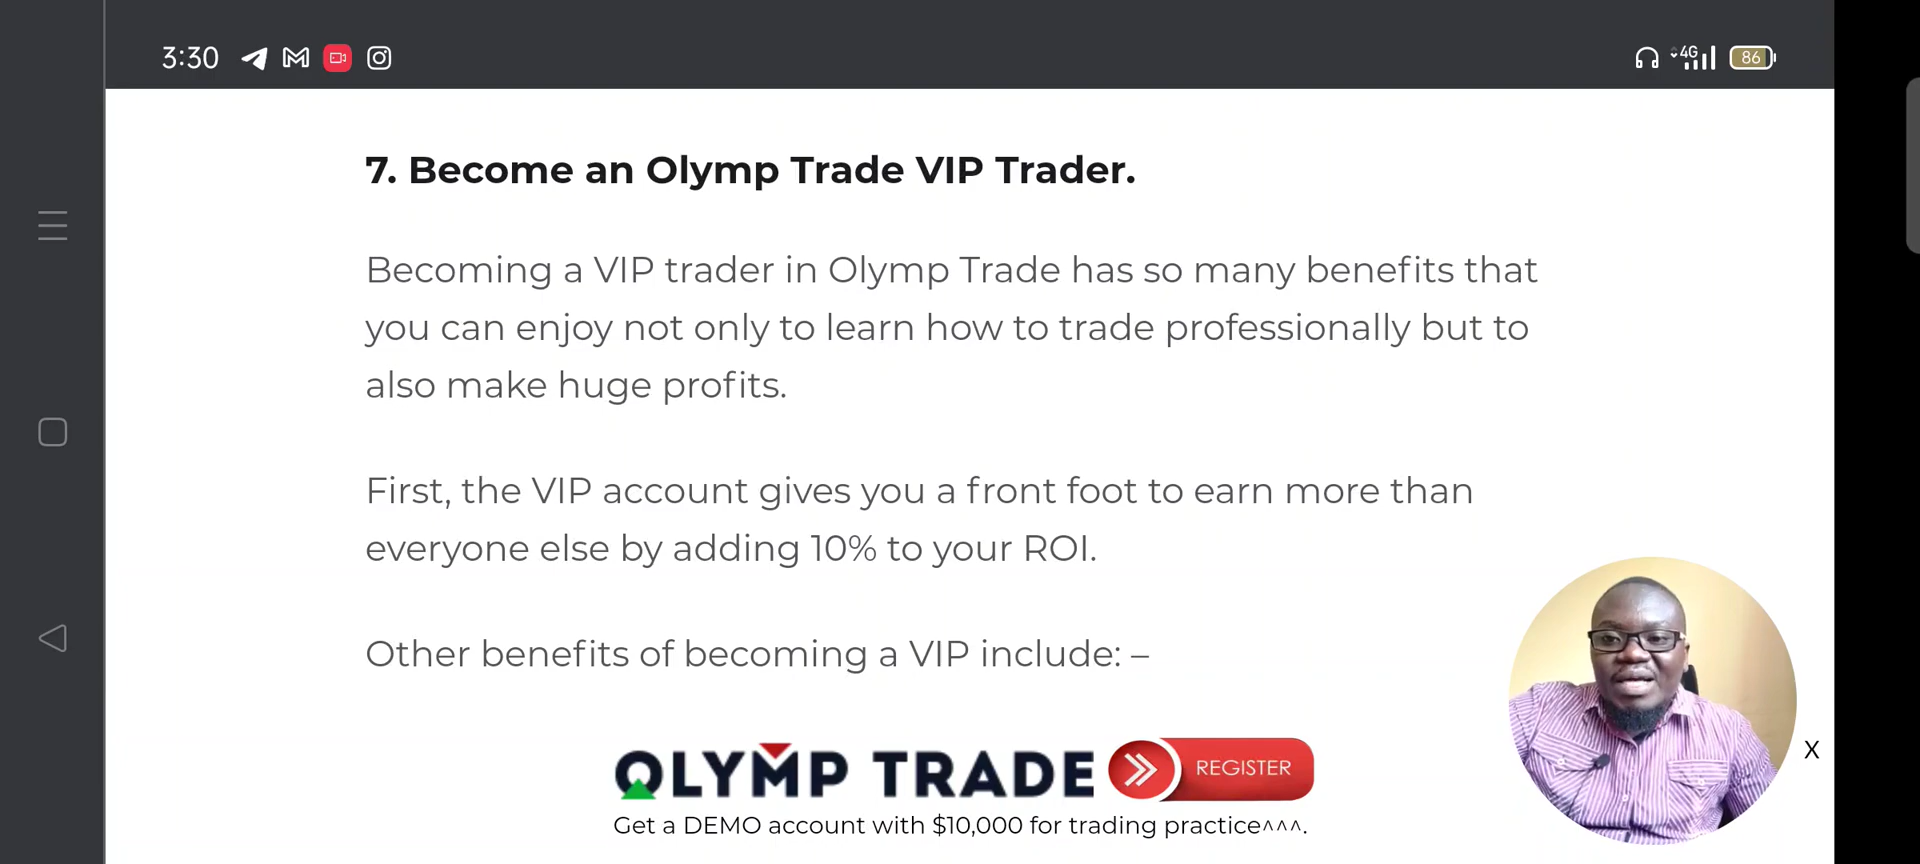 3:30
4G
86
7. Become an Olymp Trade VIP Trader.
Becoming a VIP trader in Olymp Trade has so many benefits that
you can enjoy not only to learn how to trade professionally but to
also make huge profits.
First, the VIP account gives you a front foot to earn more than
everyone else by adding 10% to your ROI.
Other benefits of becoming a VIP include: –
OLYMP TRADE
REGISTER
X
Get a DEMO account with $10,000 for trading practice^^^.